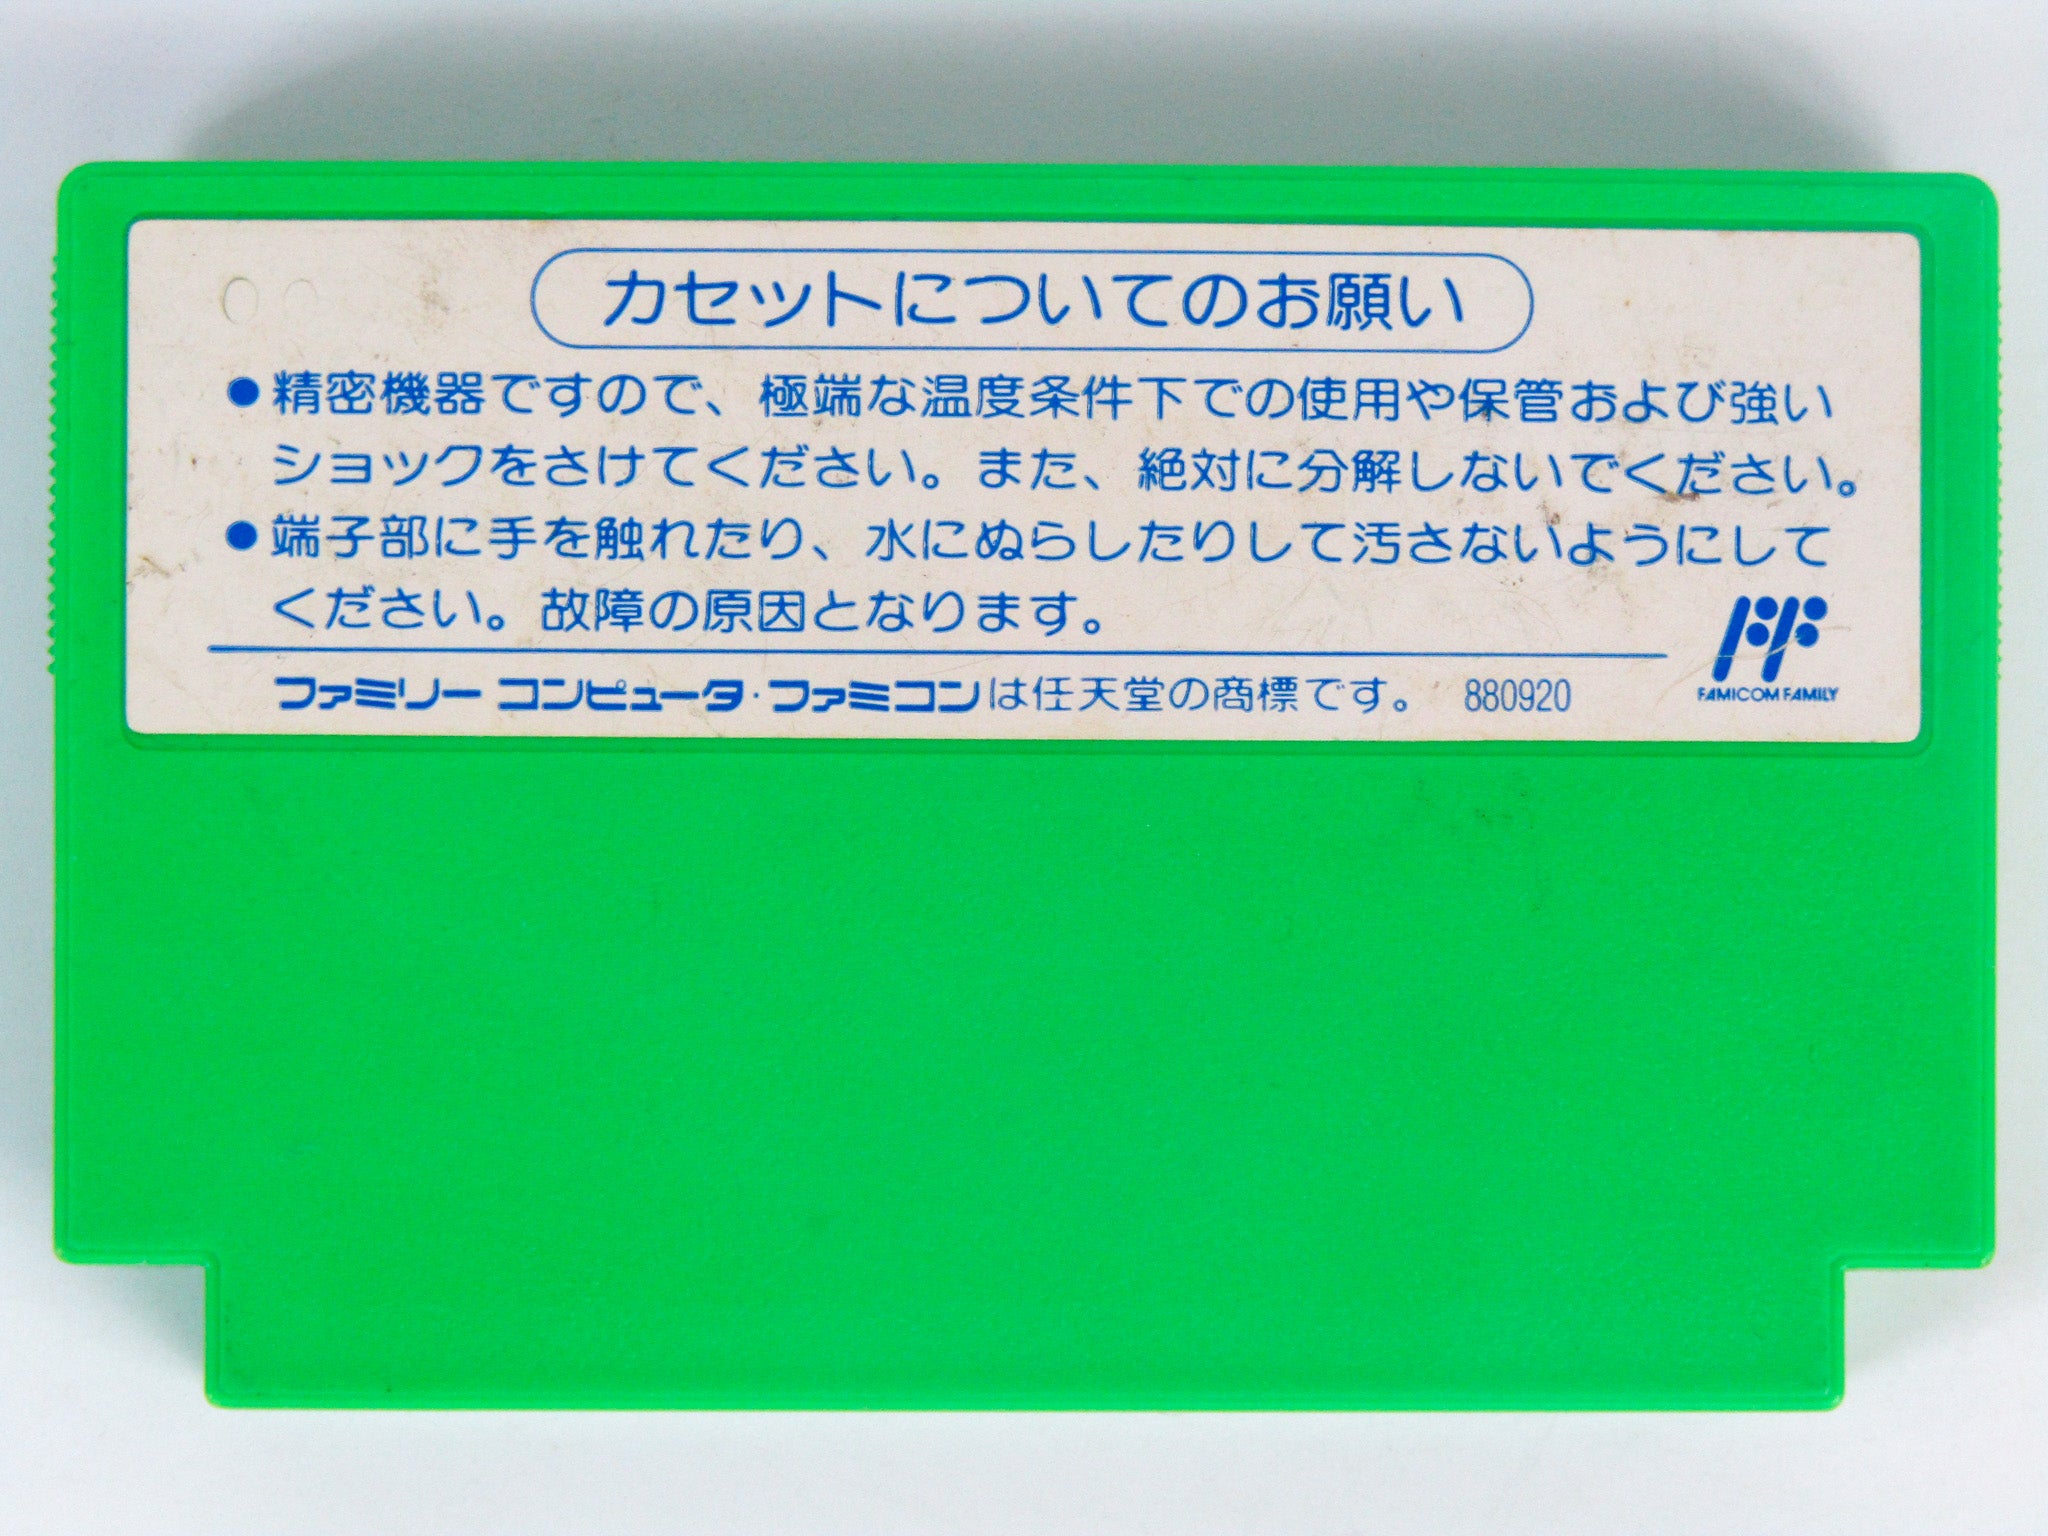 カセットについてのお願い
●精密機器ですので、極端な温度条件下での使用や保管および強い
ショックをさけてください。また、絶対に分解しないでください。
●端子部に手を触れたり、水にぬらしたりして汚さないようにして
ください。故障の原因となります。
ファミリー コンピュータ・ファミコンは任天堂の商標です。 880920
FAMICOM FAMILY